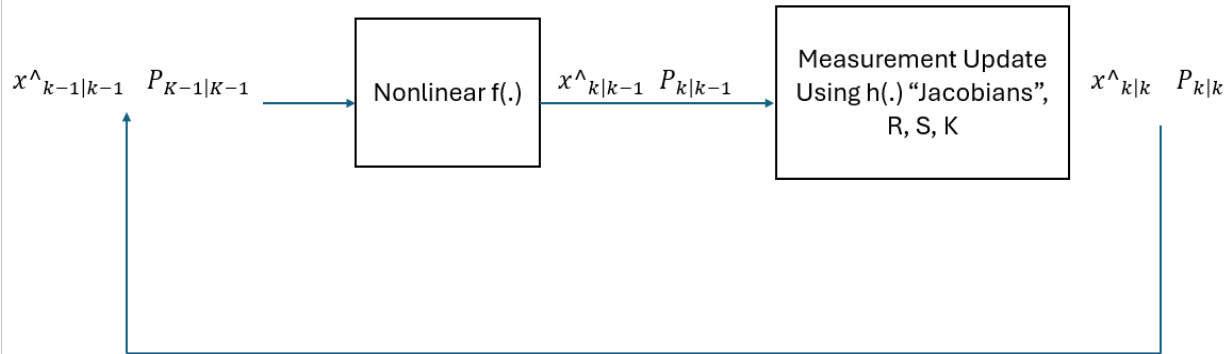 x^k−1|k−1 PK−1|K−1
Nonlinear f(.)
x^k|k−1 Pk|k−1
Measurement Update
Using h(.) “Jacobians”,
R, S, K
x^k|k Pk|k